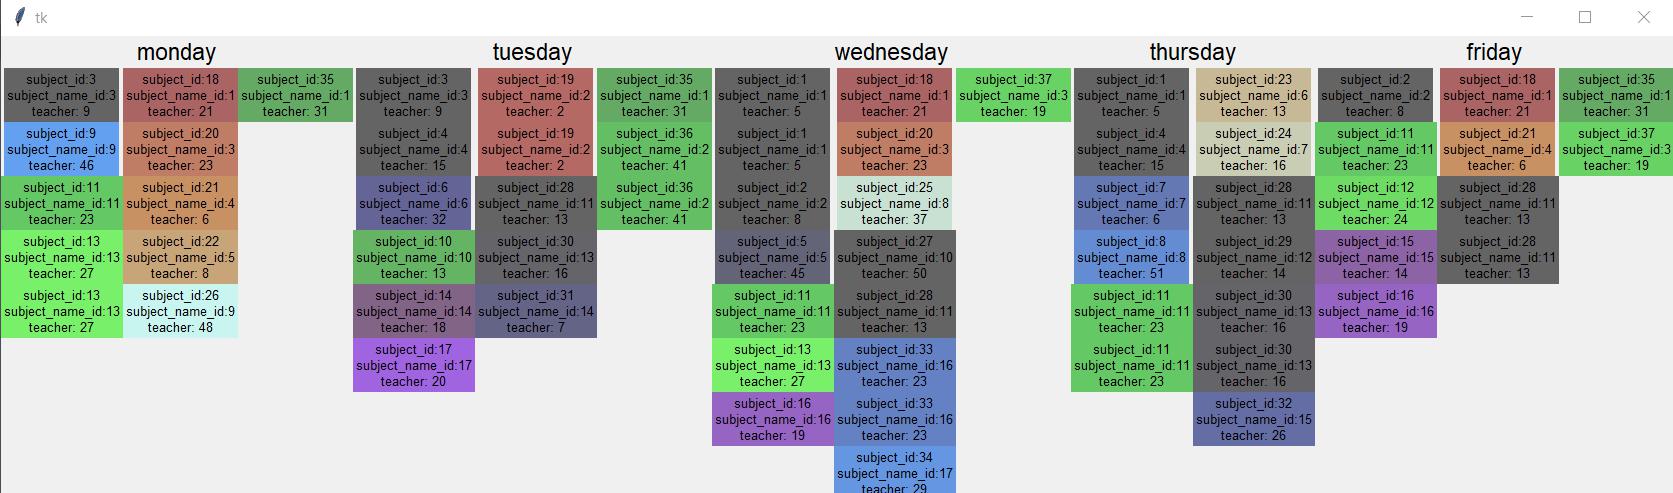 tk
monday
tuesday
wednesday
thursday
friday
subject_id:3
subject_name_id:3
teacher: 9
subject_id:9
subject_name_id:9
teacher: 46
subject_id:11
subject_name_id:11
teacher: 23
subject_id:13
subject_name_id:13
teacher: 27
subject_id:13
subject_name_id:13
teacher: 27
subject_id:18
subject_name_id:1
teacher: 21
subject_id:20
subject_name_id:3
teacher: 23
subject_id:21
subject_name_id:4
teacher: 6
subject_id:22
subject_name_id:5
teacher: 8
subject_id:26
subject_name_id:9
teacher: 48
subject_id:35
subject_name_id:1
teacher: 31
subject_id:3
subject_name_id:3
teacher: 9
subject_id:4
subject_name_id:4
teacher: 15
subject_id:6
subject_name_id:6
teacher: 32
subject_id:10
subject_name_id:10
teacher: 13
subject_id:14
subject_name_id:14
teacher: 18
subject_id:17
subject_name_id:17
teacher: 20
subject_id:19
subject_name_id:2
teacher: 2
subject_id:19
subject_name_id:2
teacher: 2
subject_id:28
subject_name_id:11
teacher: 13
subject_id:30
subject_name_id:13
teacher: 16
subject_id:31
subject_name_id:14
teacher: 7
subject_id:35
subject_name_id:1
teacher: 31
subject_id:36
subject_name_id:2
teacher: 41
subject_id:36
subject_name_id:2
teacher: 41
subject_id:1
subject_name_id:1
teacher: 5
subject_id:1
subject_name_id:1
teacher: 5
subject_id:2
subject_name_id:2
teacher: 8
subject_id:5
subject_name_id:5
teacher: 45
subject_id:11
subject_name_id:11
teacher: 23
subject_id:13
subject_name_id:13
teacher: 27
subject_id:16
subject_name_id:16
teacher: 19
subject_id:18
subject_name_id:1
teacher: 21
subject_id:20
subject_name_id:3
teacher: 23
subject_id:25
subject_name_id:8
teacher: 37
subject_id:27
subject_name_id:10
teacher: 50
subject_id:28
subject_name_id:11
teacher: 13
subject_id:33
subject_name_id:16
teacher: 23
subject_id:33
subject_name_id:16
teacher: 23
subject_id:34
subject_name_id:17
teacher: 29
subject_id:37
subject_name_id:3
teacher: 19
subject_id:1
subject_name_id:1
teacher: 5
subject_id:4
subject_name_id:4
teacher: 15
subject_id:7
subject_name_id:7
teacher: 6
subject_id:8
subject_name_id:8
teacher: 51
subject_id:11
subject_name_id:11
teacher: 23
subject_id:11
subject_name_id:11
teacher: 23
subject_id:23
subject_name_id:6
teacher: 13
subject_id:24
subject_name_id:7
teacher: 16
subject_id:28
subject_name_id:11
teacher: 13
subject_id:29
subject_name_id:12
teacher: 14
subject_id:30
subject_name_id:13
teacher: 16
subject_id:30
subject_name_id:13
teacher: 16
subject_id:32
subject_name_id:15
teacher: 26
subject_id:2
subject_name_id:2
teacher: 8
subject_id:11
subject_name_id:11
teacher: 23
subject_id:12
subject_name_id:12
teacher: 24
subject_id:15
subject_name_id:15
teacher: 14
subject_id:16
subject_name_id:16
teacher: 19
subject_id:18
subject_name_id:1
teacher: 21
subject_id:21
subject_name_id:4
teacher: 6
subject_id:28
subject_name_id:11
teacher: 13
subject_id:28
subject_name_id:11
teacher: 13
subject_id:35
subject_name_id:1
teacher: 31
subject_id:37
subject_name_id:3
teacher: 19